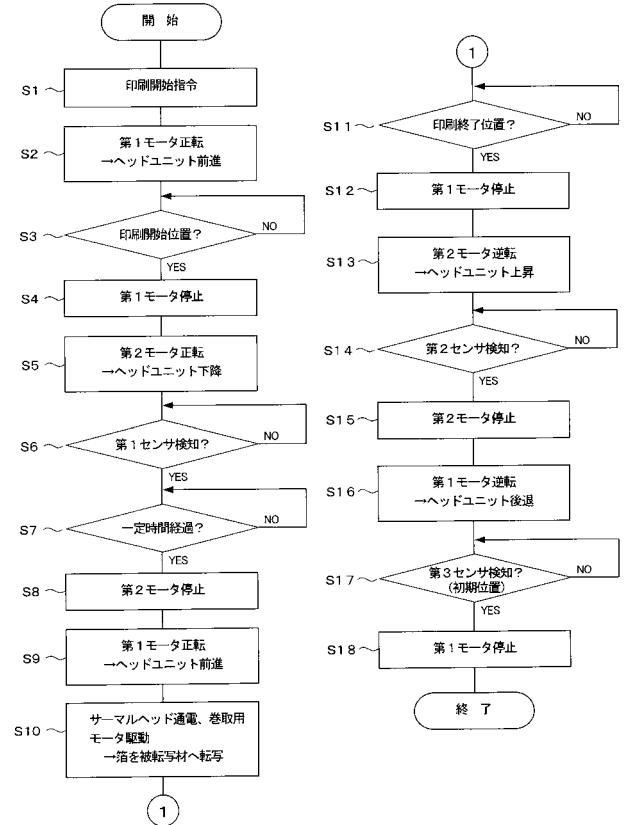 開 始
S1
印刷開始指令
S2
第1モータ正転
→ヘッドユニット前進
S3
印刷開始位置?
NO
YES
S4
第1モータ停止
S5
第2モータ正転
→ヘッドユニット下降
S6
第1センサ検知?
NO
YES
S7
一定時間経過?
NO
YES
S8
第2モータ停止
S9
第1モータ正転
→ヘッドユニット前進
S10
サーマルヘッド通電、巻取用
モータ駆動
→箔を被転写材へ転写
1
1
S11
印刷終了位置?
NO
YES
S12
第1モータ停止
S13
第2モータ逆転
→ヘッドユニット上昇
S14
第2センサ検知?
NO
YES
S15
第2モータ停止
S16
第1モータ逆転
→ヘッドユニット後退
S17
第3センサ検知?
(初期位置)
NO
YES
S18
第1モータ停止
終 了